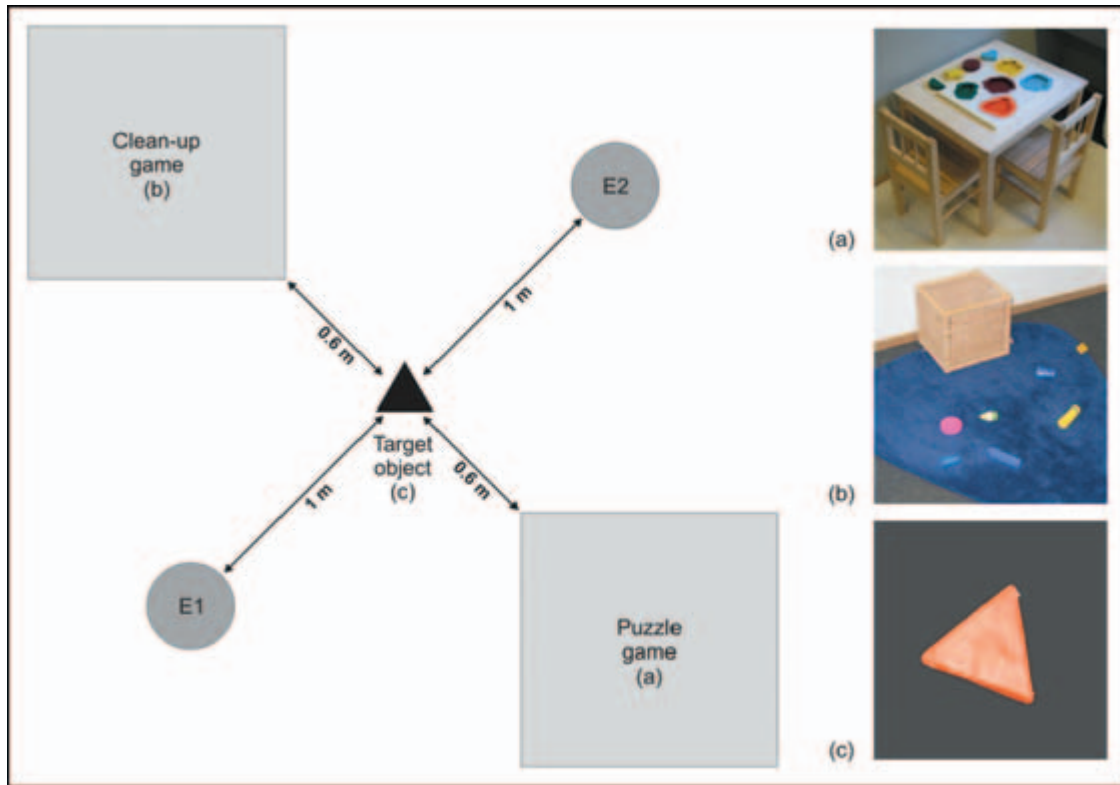 Clean-up
game
(b)
E2
1 m
0.6 m
Target
object
(c)
0.6 m
1 m
E1
Puzzle
game
(a)
(a)
(b)
(c)